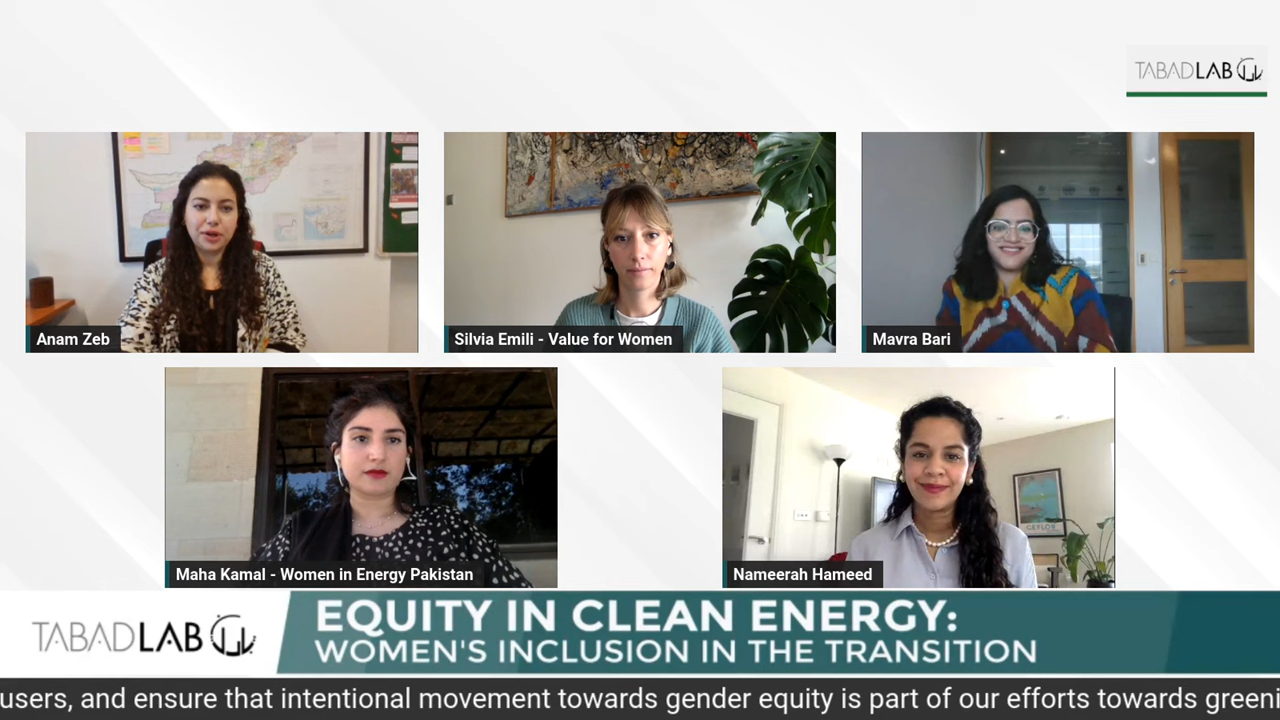 TABADLAB
Anam Zeb
Silvia Emili - Value for Women
Mavra Bari
Maha Kamal - Women in Energy Pakistan
CEYLON
Nameerah Hameed
TABADLAB
EQUITY IN CLEAN ENERGY:
WOMEN'S INCLUSION IN THE TRANSITION
users, and ensure that intentional movement towards gender equity is part of our efforts towards greeni